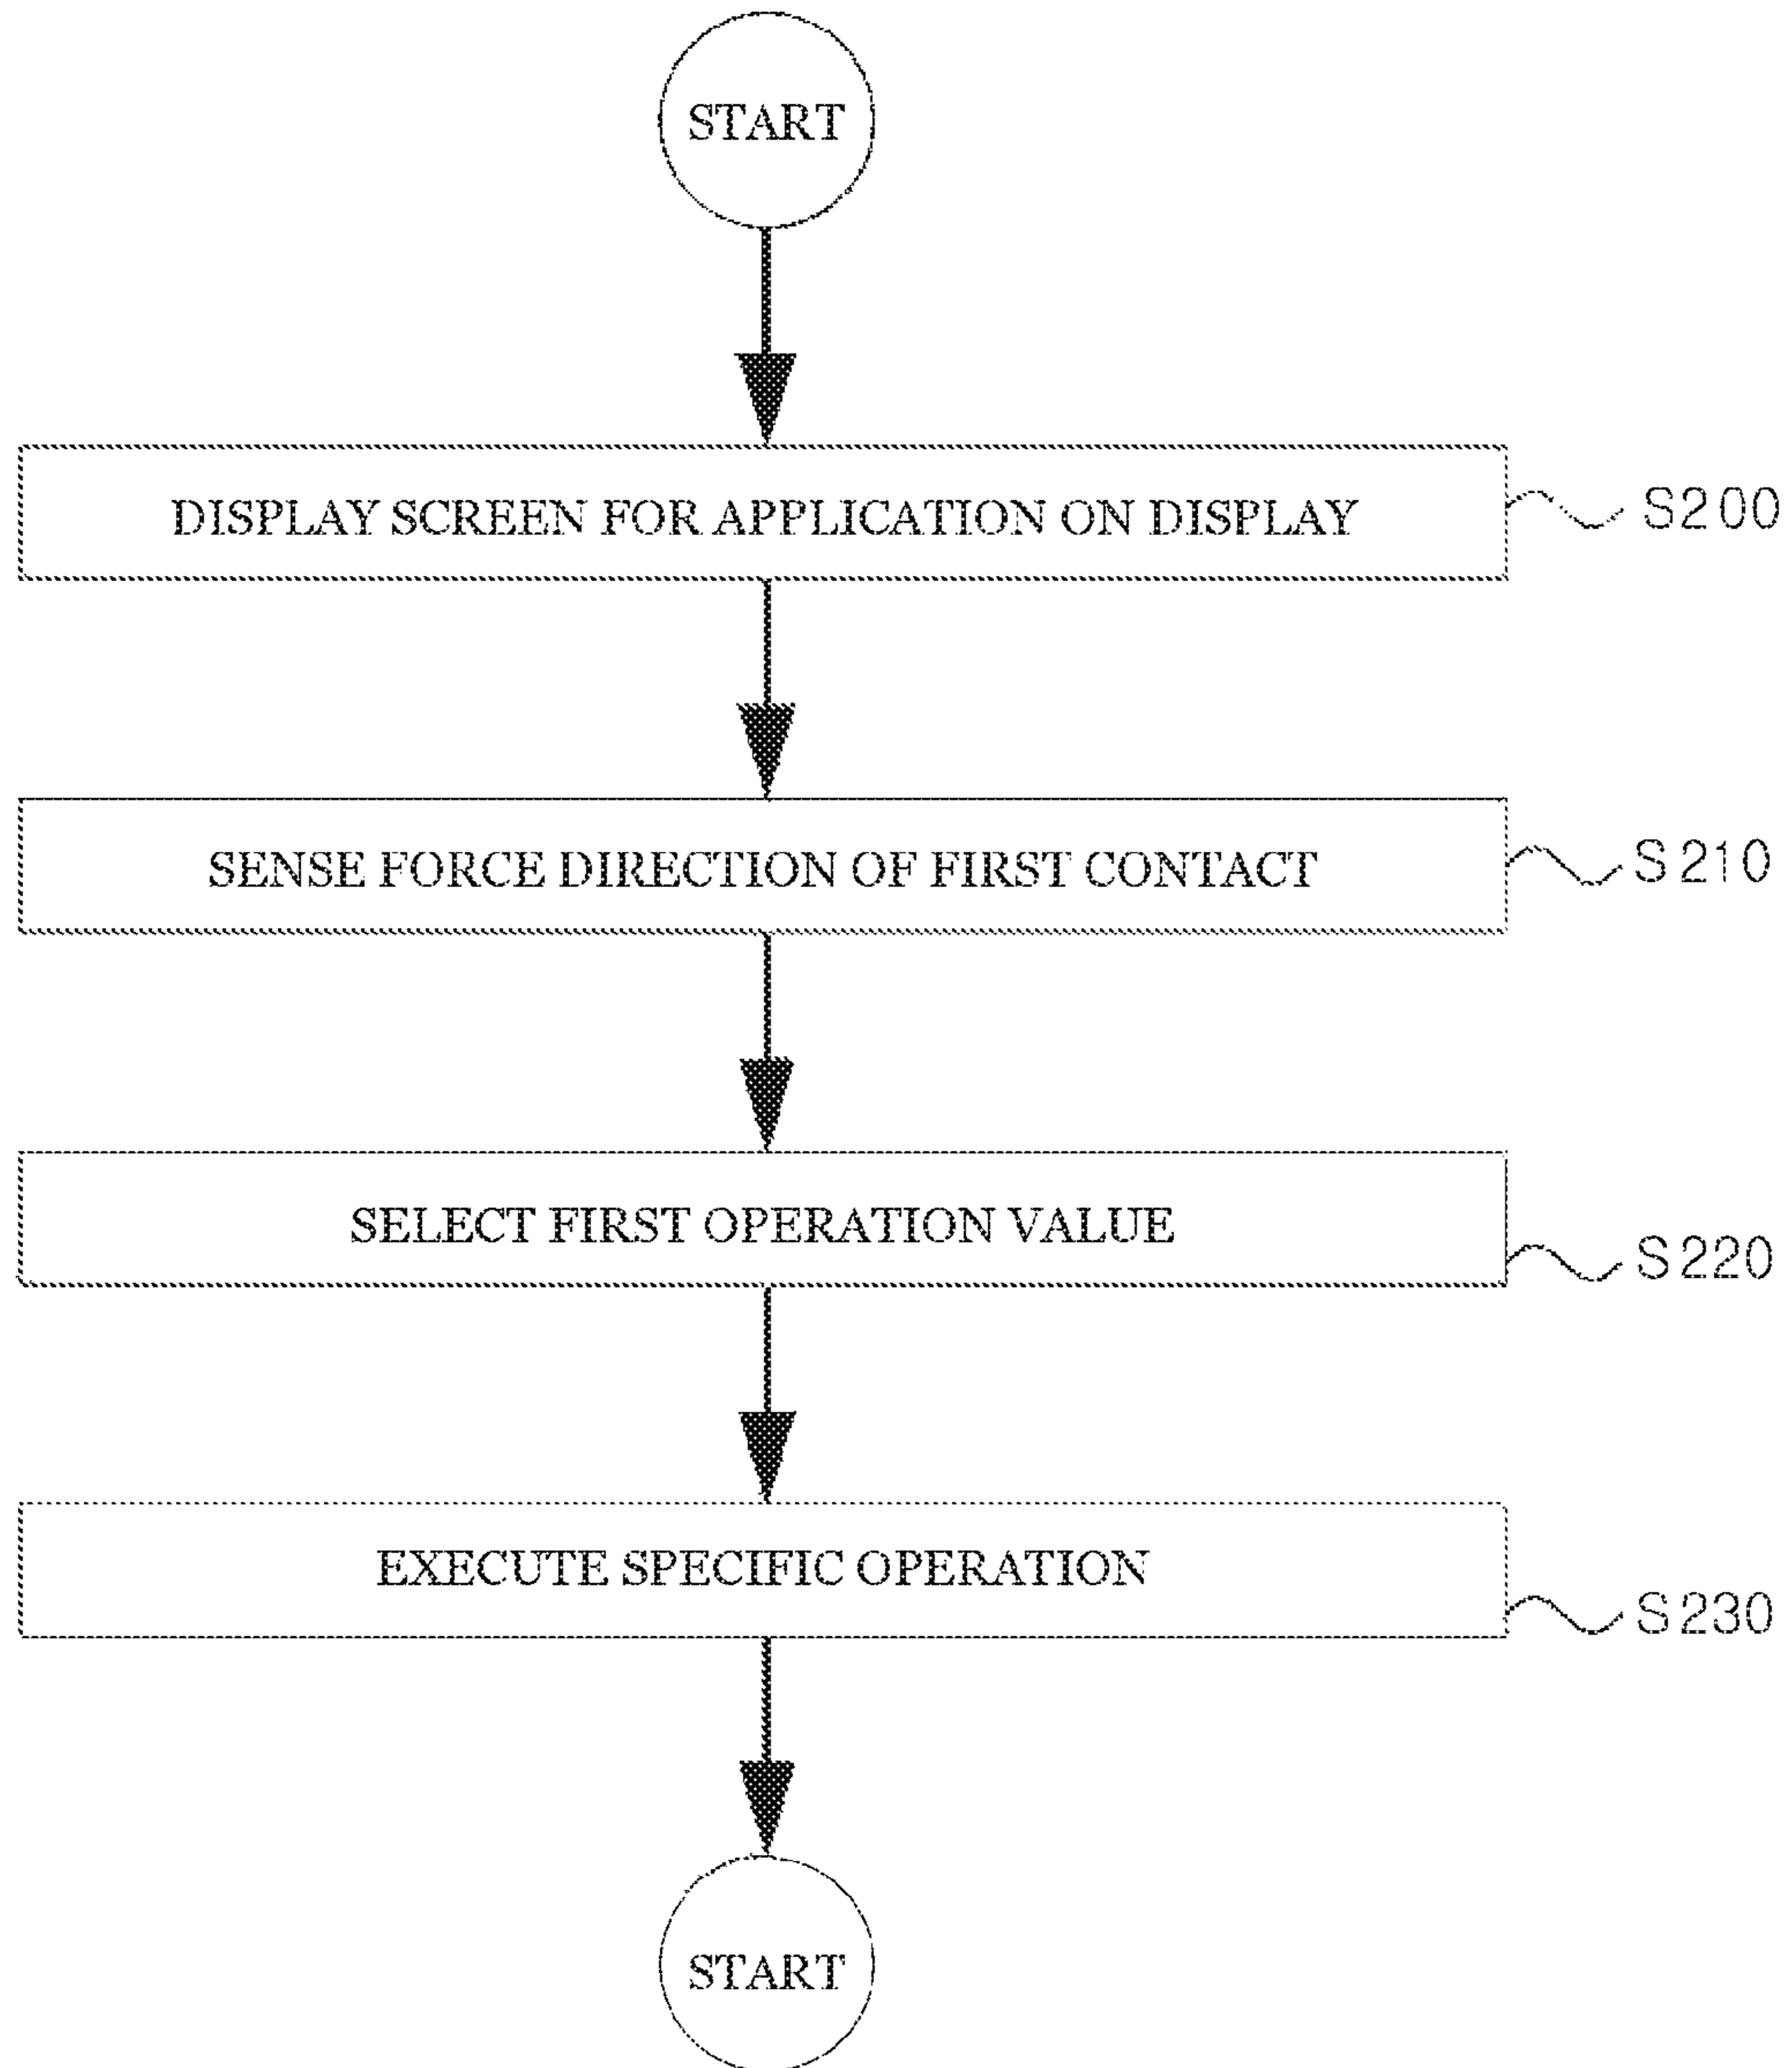 START
DISPLAY SCREEN FOR APPLICATION ON DISPLAY
S200
SENSE FORCE DIRECTION OF FIRST CONTACT
S210
SELECT FIRST OPERATION VALUE
S220
EXECUTE SPECIFIC OPERATION
S230
START